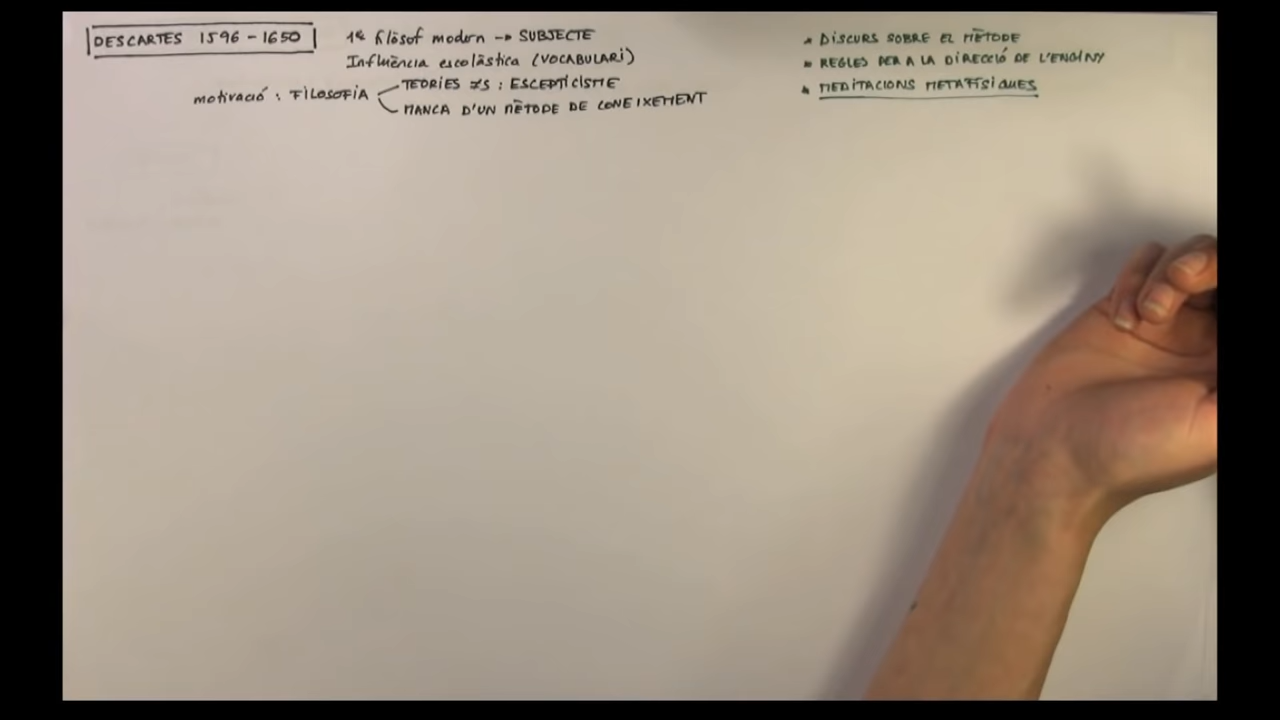 DESCARTES 1596 - 1650
1er filòsof modern → SUBJECTE
Influència escolàstica (VOCABULARI)
motivació : FILOSOFIA
TEORIES ≠s : ESCEPTICISME
MANCA D'UN MÈTODE DE CONEIXEMENT
* DISCURS SOBRE EL MÈTODE
* REGLES PER A LA DIRECCIÓ DE L'ENGINY
* MEDITACIONS METAFÍSIQUES